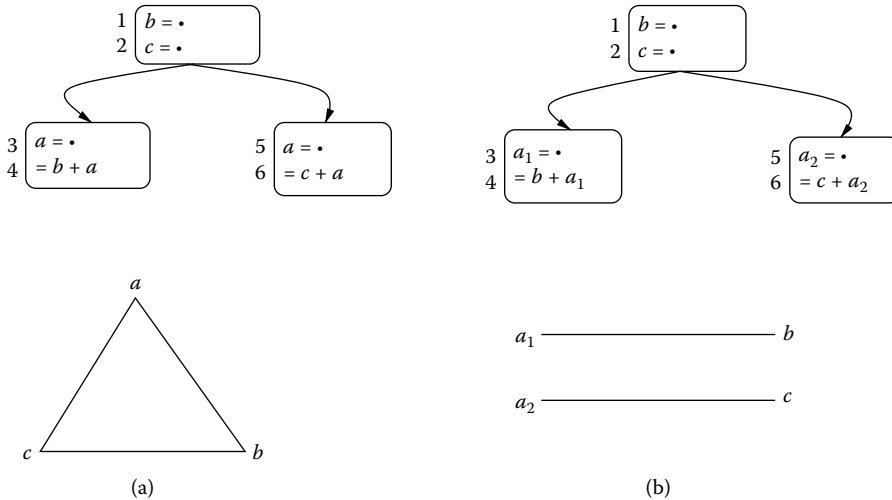 1 b = •
2 c = •
3 a = •
4 = b + a
5 a = •
6 = c + a
a
c
b
(a)
1 b = •
2 c = •
3 a₁ = •
4 = b + a₁
5 a₂ = •
6 = c + a₂
a₁ b
a₂ c
(b)